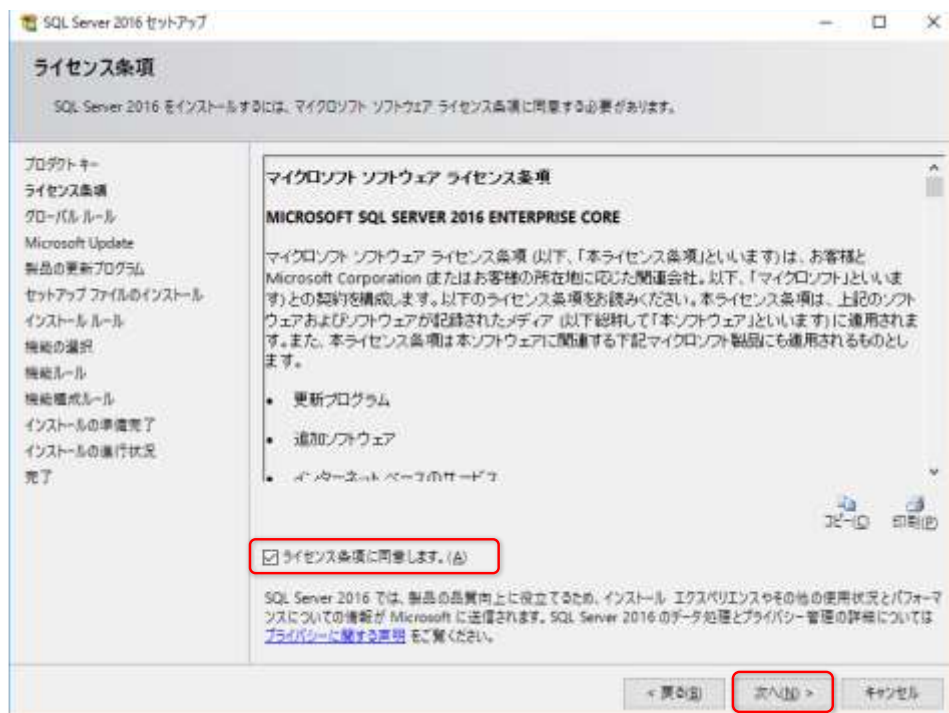 SQL Server 2016 セットアップ
ライセンス条項
SQL Server 2016 をインストールするには、マイクロソフト ソフトウェア ライセンス条項に同意する必要があります。
プロダクト キー
ライセンス条項
グローバル ルール
Microsoft Update
製品の更新プログラム
セットアップ ファイルのインストール
インストール ルール
機能の選択
機能ルール
機能構成ルール
インストールの準備完了
インストールの進行状況
完了
マイクロソフト ソフトウェア ライセンス条項
MICROSOFT SQL SERVER 2016 ENTERPRISE CORE
マイクロソフト ソフトウェア ライセンス条項 (以下、「本ライセンス条項」といいます) は、お客様と
Microsoft Corporation (またはお客様の所在地に応じた関連会社。以下、「マイクロソフト」といいま
す) との契約を構成します。以下のライセンス条項をお読みください。本ライセンス条項は、上記のソフト
ウェアおよびソフトウェアが記録されたメディア (以下総称して「本ソフトウェア」といいます) に適用されま
す。また、本ライセンス条項は本ソフトウェアに関連する下記マイクロソフト製品にも適用されるものとし
ます。
• 更新プログラム
• 追加ソフトウェア
• インターネット ベースのサービス
コピー(C) 印刷(P)
ライセンス条項に同意します。(A)
SQL Server 2016 では、製品の品質向上に役立てるため、インストール エクスペリエンスやその他の使用状況とパフォーマ
ンスについての情報が Microsoft に送信されます。SQL Server 2016 のデータ処理とプライバシー管理の詳細については
プライバシーに関する声明 をご覧ください。
< 戻る(B) 次へ(N) > キャンセル